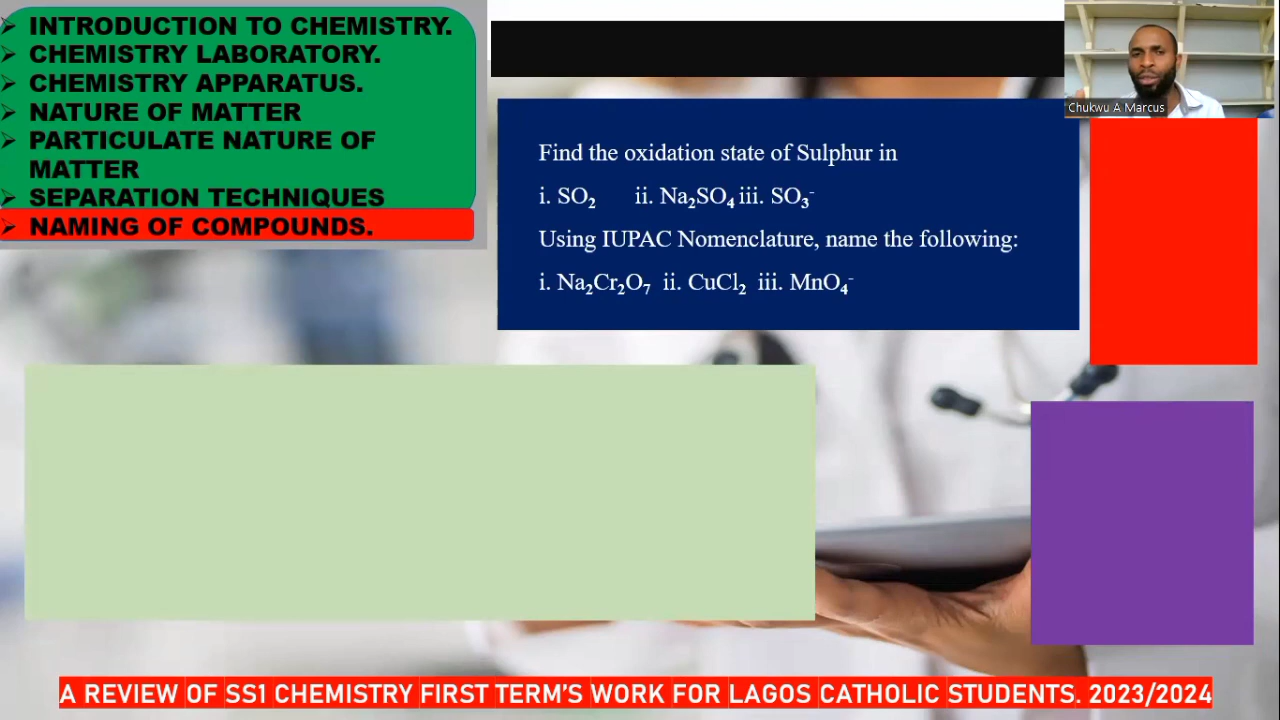 ➢ INTRODUCTION TO CHEMISTRY.
➢ CHEMISTRY LABORATORY.
➢ CHEMISTRY APPARATUS.
➢ NATURE OF MATTER
➢ PARTICULATE NATURE OF
MATTER
➢ SEPARATION TECHNIQUES
➢ NAMING OF COMPOUNDS.
Chukwu A Marcus
Find the oxidation state of Sulphur in
i. SO₂ ii. Na₂SO₄ iii. SO₃⁻
Using IUPAC Nomenclature, name the following:
i. Na₂Cr₂O₇ ii. CuCl₂ iii. MnO₄⁻
A REVIEW OF SS1 CHEMISTRY FIRST TERM'S WORK FOR LAGOS CATHOLIC STUDENTS. 2023/2024